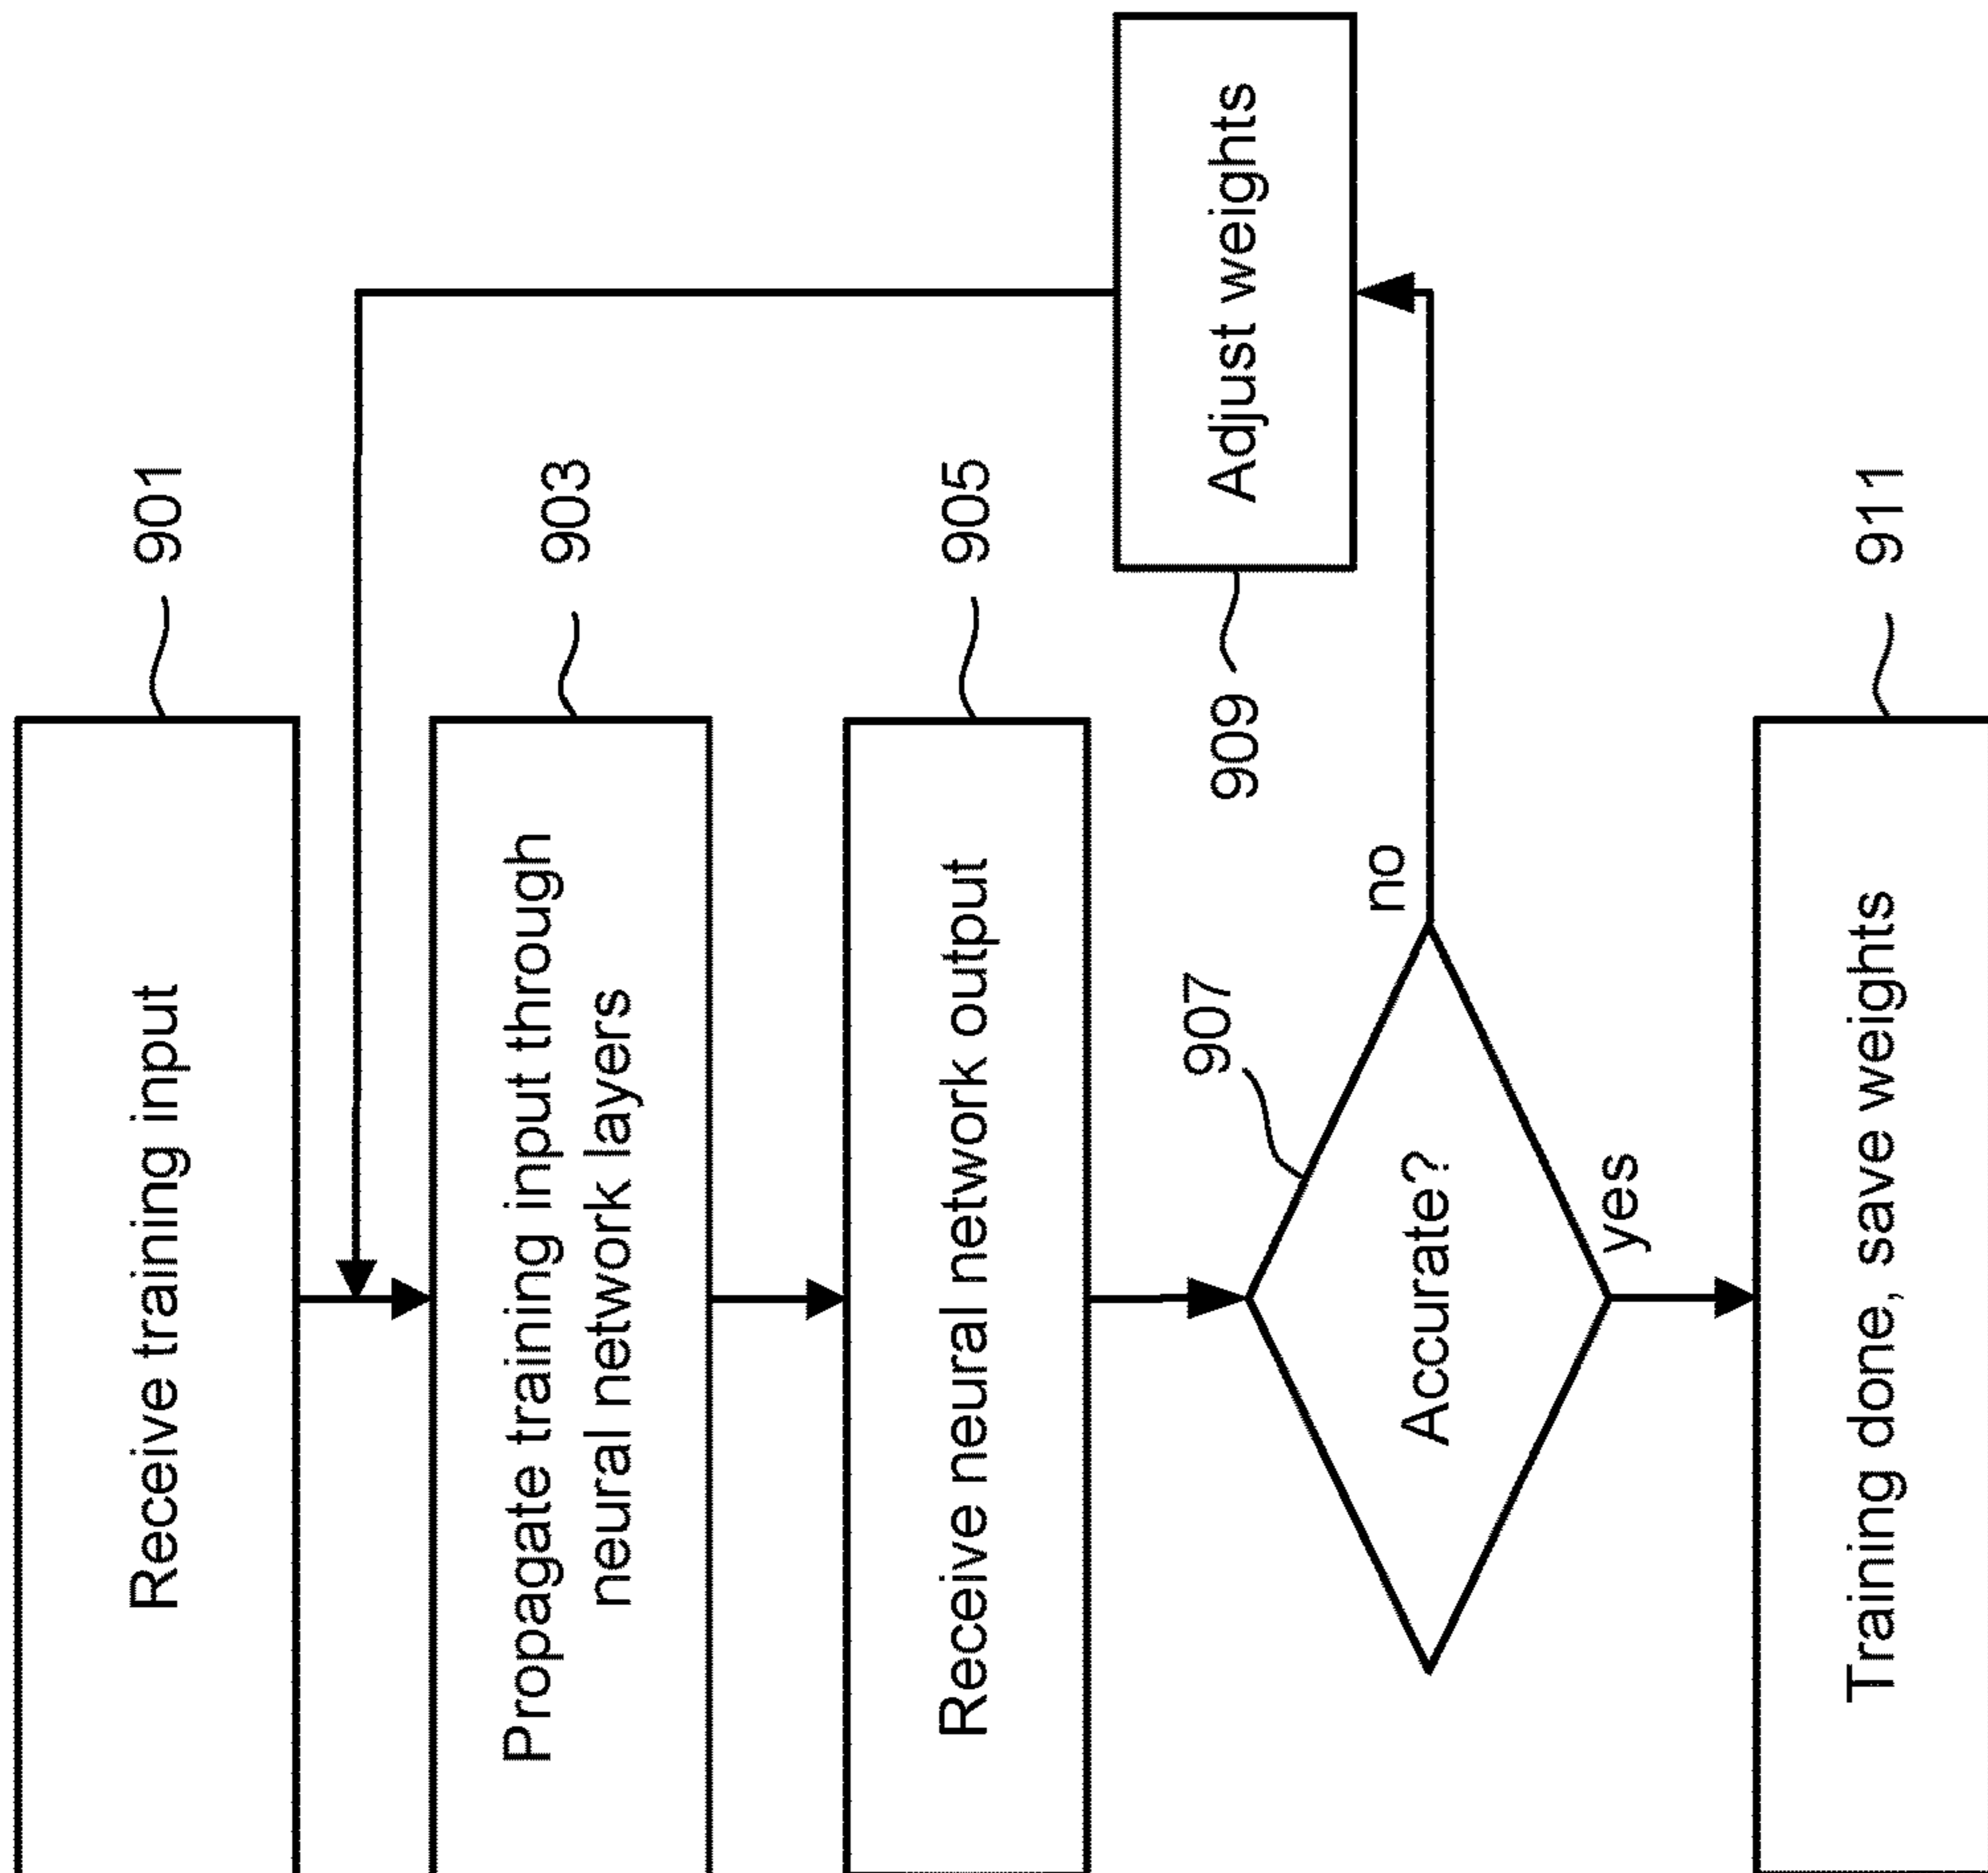 Receive training input
901
Propagate training input through
neural network layers
903
Receive neural network output
905
907
Accurate?
no
yes
909
Adjust weights
Training done, save weights
911